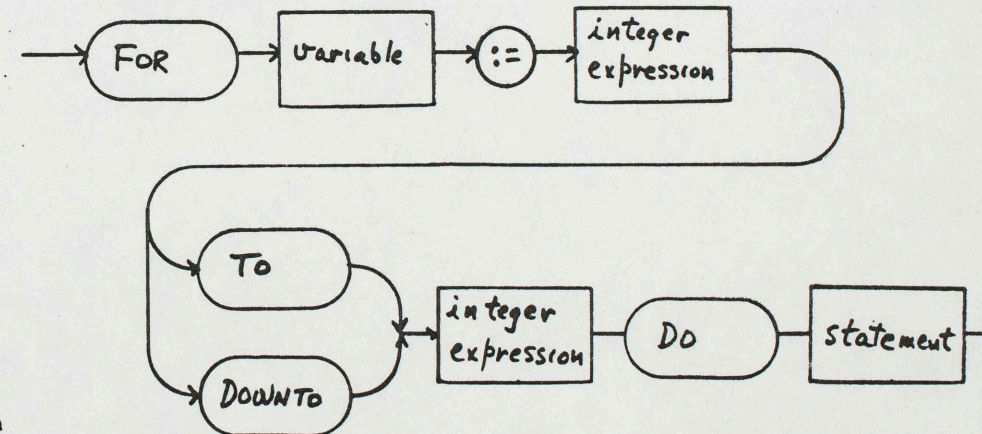 FOR
variable
:=
integer
expression
TO
DOWNTO
integer
expression
DO
statement